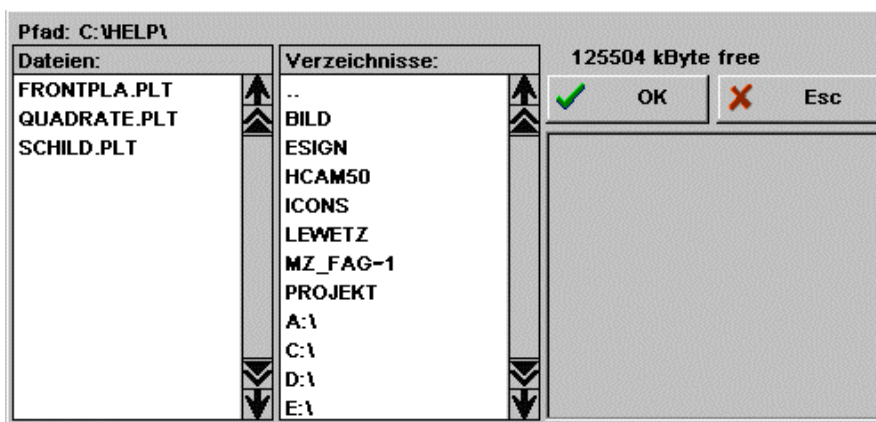 Pfad: C:\HELP\
Dateien:
FRONTPLA.PLT
QUADRATE.PLT
SCHILD.PLT
Verzeichnisse:
..
BILD
ESIGN
HCAM50
ICONS
LEWETZ
MZ_FAG~1
PROJEKT
A:\
C:\
D:\
E:\
125504 kByte free
OK
Esc